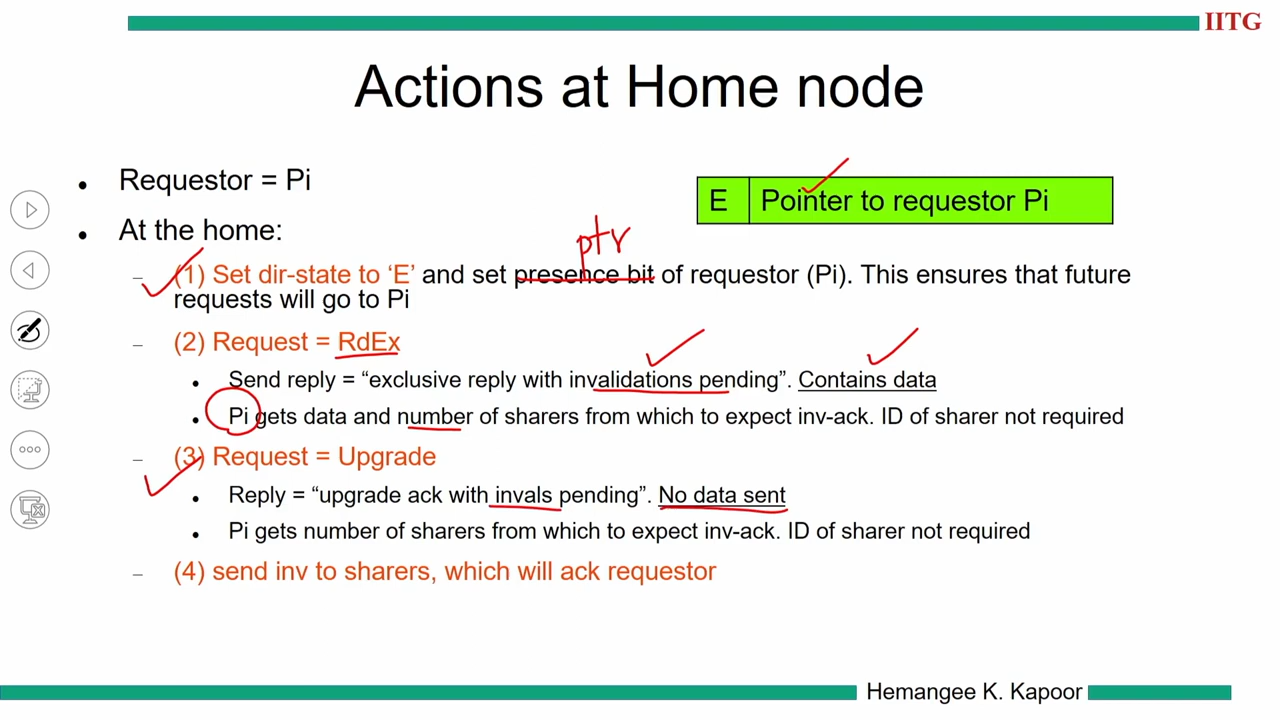 IITG
Actions at Home node
• Requestor = Pi
E Pointer to requestor Pi
• At the home:
ptr
– (1) Set dir-state to ‘E’ and set presence bit of requestor (Pi). This ensures that future
requests will go to Pi
– (2) Request = RdEx
• Send reply = “exclusive reply with invalidations pending”. Contains data
• Pi gets data and number of sharers from which to expect inv-ack. ID of sharer not required
– (3) Request = Upgrade
• Reply = “upgrade ack with invals pending”. No data sent
• Pi gets number of sharers from which to expect inv-ack. ID of sharer not required
– (4) send inv to sharers, which will ack requestor
Hemangee K. Kapoor